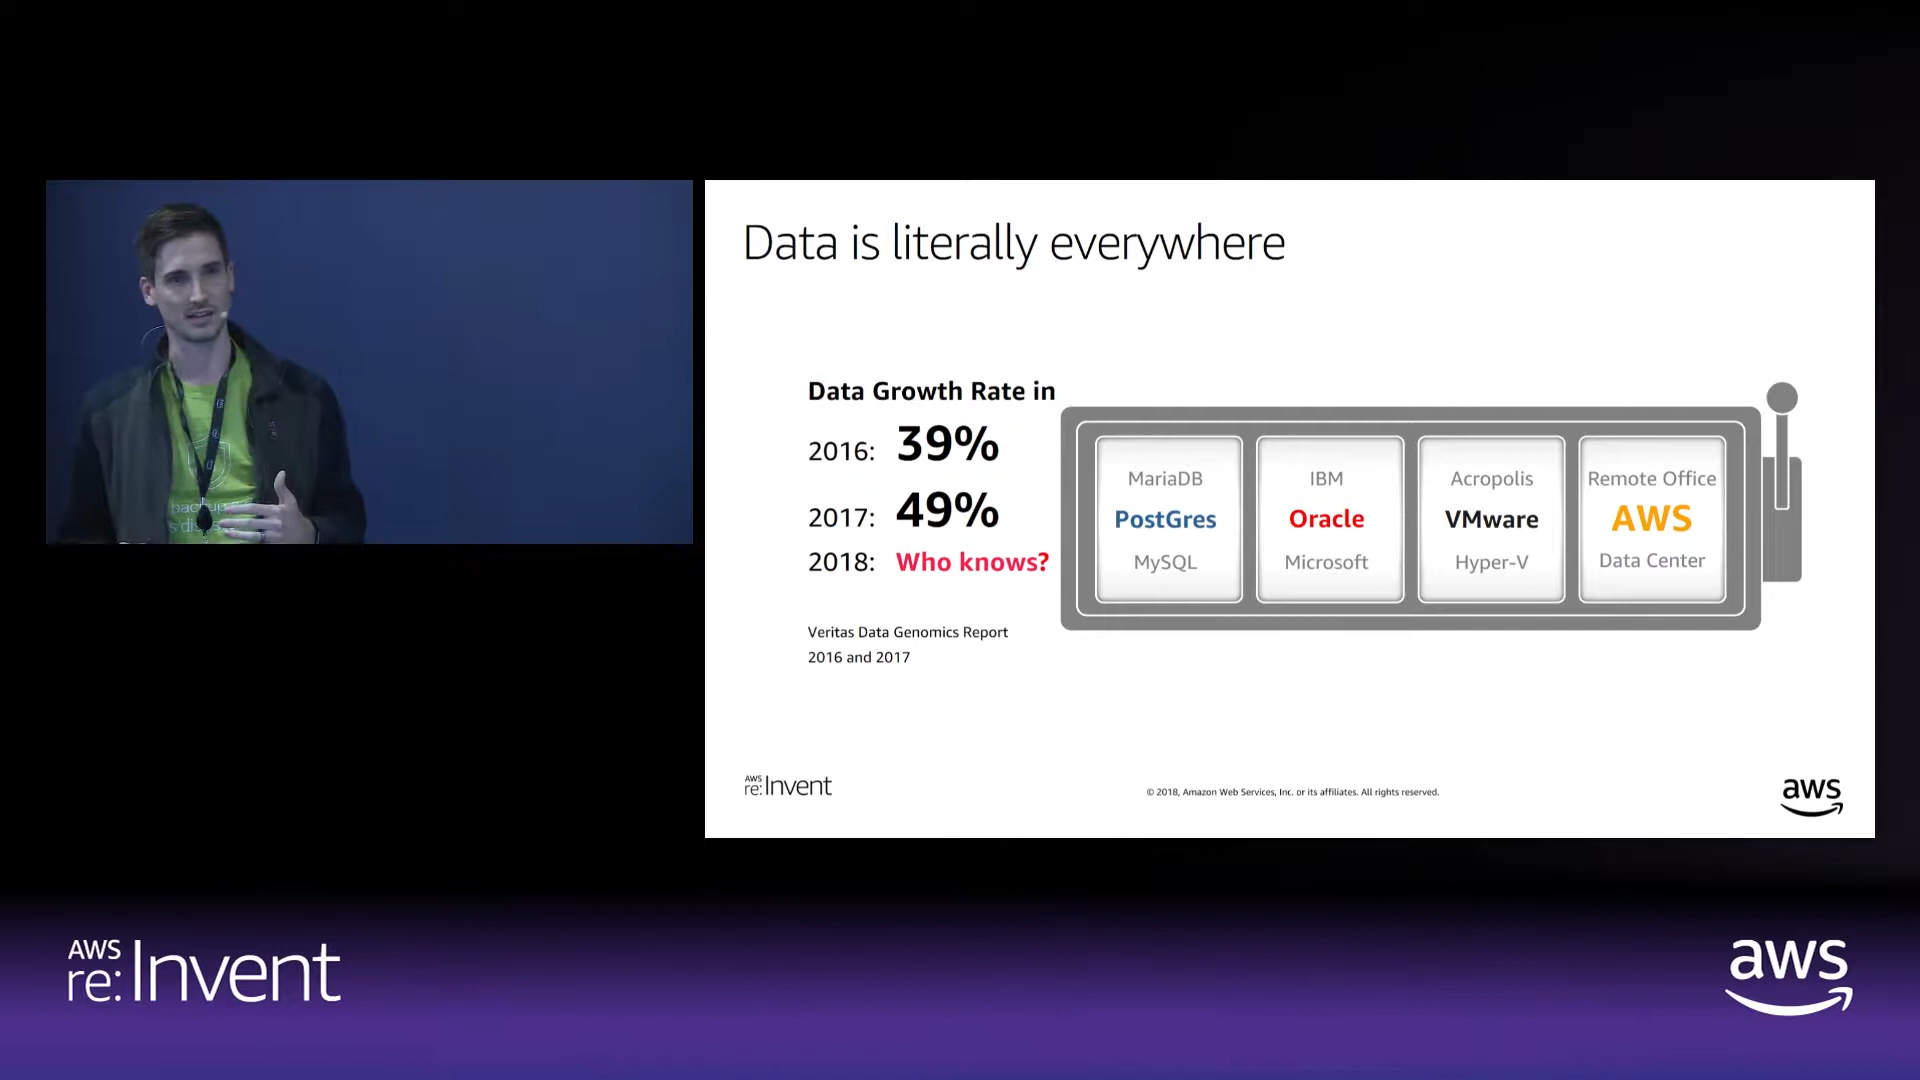 Data is literally everywhere
Data Growth Rate in
2016: 39%
2017: 49%
2018: Who knows?
Veritas Data Genomics Report
2016 and 2017
MariaDB
PostGres
MySQL
IBM
Oracle
Microsoft
Acropolis
VMware
Hyper-V
Remote Office
AWS
Data Center
AWS
re:Invent
© 2018, Amazon Web Services, Inc. or its affiliates. All rights reserved.
aws
backup
AWS
re:Invent
aws